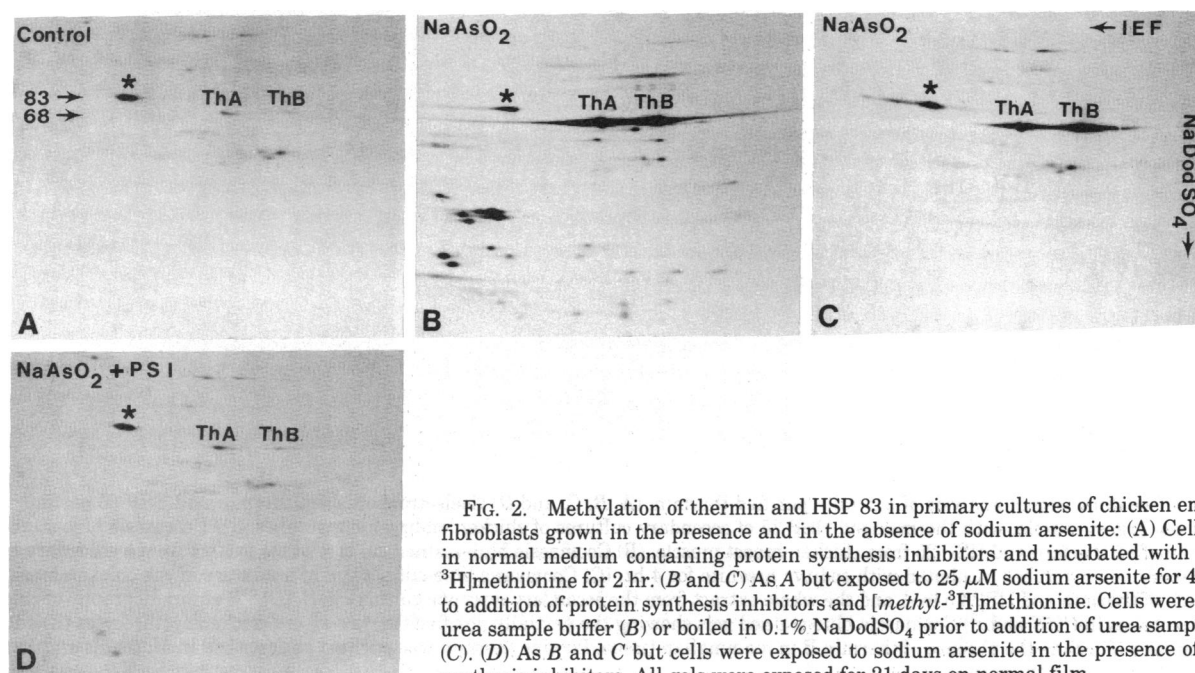 Control
*
83 →
68 →
ThA ThB
A
NaAsO₂
*
ThA ThB
B
NaAsO₂
← IEF
*
ThA ThB
NaDodSO₄ →
C
NaAsO₂ + PSI
*
ThA ThB
D
FIG. 2. Methylation of thermin and HSP 83 in primary cultures of chicken em
fibroblasts grown in the presence and in the absence of sodium arsenite: (A) Cell
in normal medium containing protein synthesis inhibitors and incubated with
³H]methionine for 2 hr. (B and C) As A but exposed to 25 μM sodium arsenite for 4
to addition of protein synthesis inhibitors and [methyl-³H]methionine. Cells were
urea sample buffer (B) or boiled in 0.1% NaDodSO₄ prior to addition of urea samp
(C). (D) As B and C but cells were exposed to sodium arsenite in the presence of